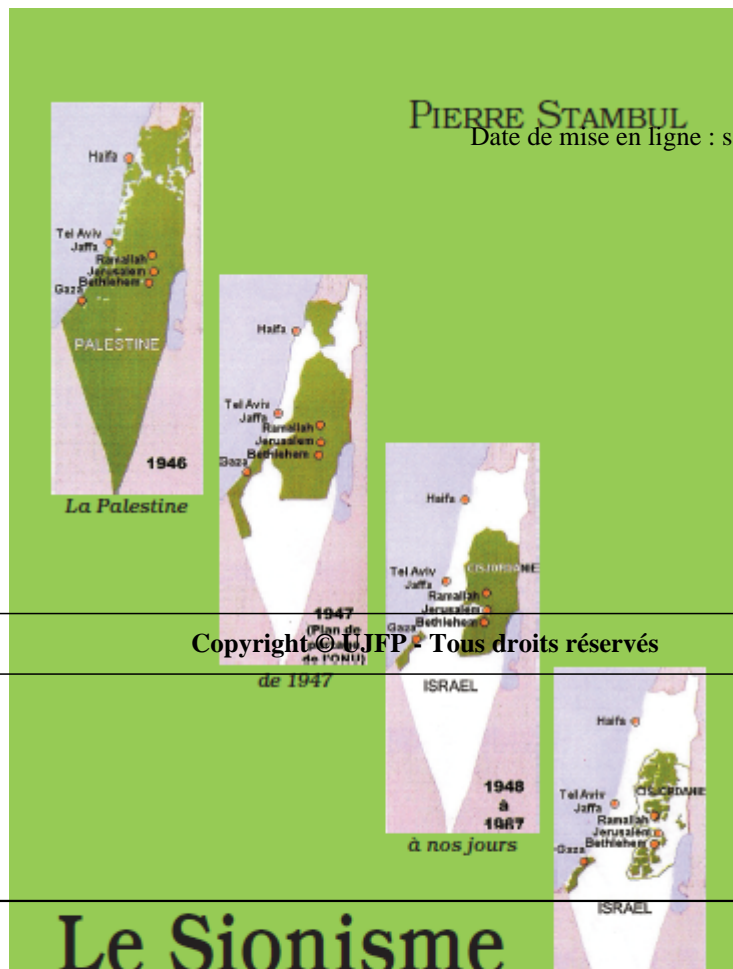 PIERRE STAMBUL
Date de mise en ligne : s
Haifa
Tel Aviv
Jaffa
Ramallah
Jerusalem
Bethlehem
Gaza
PALESTINE
1946
La Palestine
Haifa
Tel Aviv
Jaffa
Ramallah
Jerusalem
Bethlehem
Gaza
1947
(Plan de
partage
de l'ONU)
de 1947
Haifa
CISJORDANIE
Tel Aviv
Jaffa
Ramallah
Jerusalem
Bethlehem
Gaza
ISRAEL
1948
à
1967
à nos jours
Copyright © UJFP - Tous droits réservés
Haifa
CISJORDANIE
Tel Aviv
Jaffa
Ramallah
Jerusalem
Bethlehem
Gaza
ISRAEL
Le Sionisme